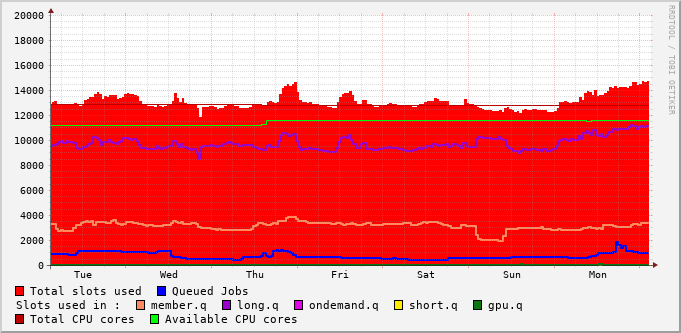 20000
18000
16000
14000
12000
10000
8000
6000
4000
2000
0
Tue Wed Thu Fri Sat Sun Mon
RRDTOOL / TOBI OETIKER
Total slots used Queued Jobs
Slots used in : member.q long.q ondemand.q short.q gpu.q
Total CPU cores Available CPU cores